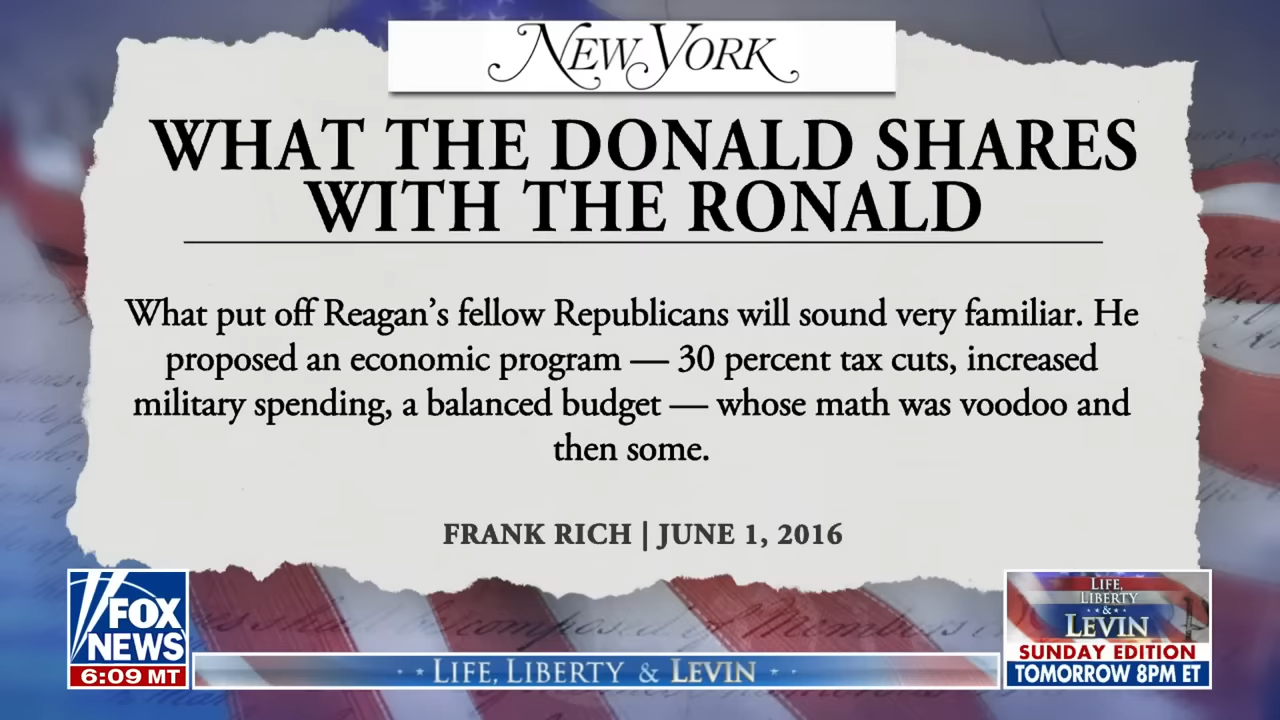 NEW YORK
WHAT THE DONALD SHARES
WITH THE RONALD
What put off Reagan's fellow Republicans will sound very familiar. He
proposed an economic program — 30 percent tax cuts, increased
military spending, a balanced budget — whose math was voodoo and
then some.
FRANK RICH | JUNE 1, 2016
FOX
NEWS
6:09 MT
LIFE, LIBERTY & LEVIN
LIFE,
LIBERTY
&
LEVIN
SUNDAY EDITION
TOMORROW 8PM ET